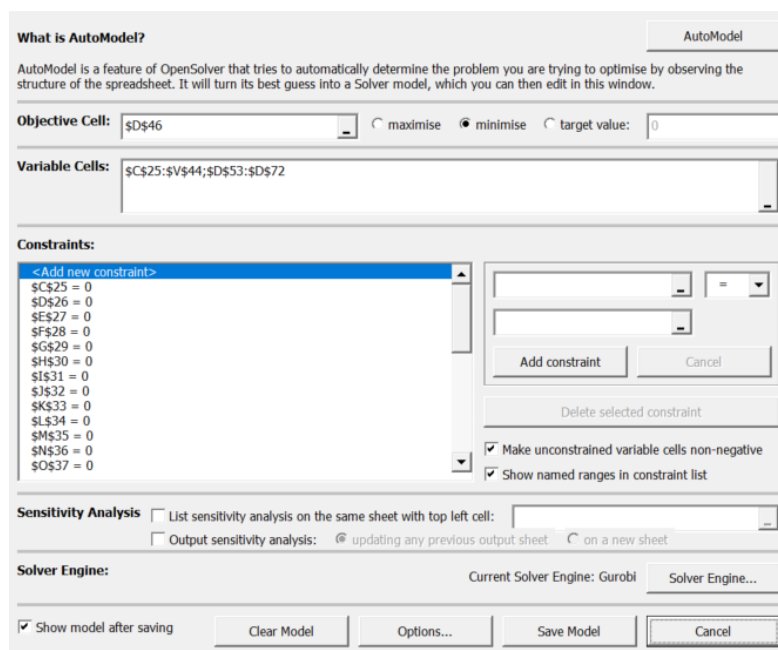 What is AutoModel?
AutoModel
AutoModel is a feature of OpenSolver that tries to automatically determine the problem you are trying to optimise by observing the
structure of the spreadsheet. It will turn its best guess into a Solver model, which you can then edit in this window.
Objective Cell: $D$46 maximise minimise target value: 0
Variable Cells: $C$25:$V$44;$D$53:$D$72
Constraints:
<Add new constraint>
$C$25 = 0
$D$26 = 0
$E$27 = 0
$F$28 = 0
$G$29 = 0
$H$30 = 0
$I$31 = 0
$J$32 = 0
$K$33 = 0
$L$34 = 0
$M$35 = 0
$N$36 = 0
$O$37 = 0
=
Add constraint Cancel
Delete selected constraint
Make unconstrained variable cells non-negative
Show named ranges in constraint list
Sensitivity Analysis List sensitivity analysis on the same sheet with top left cell:
Output sensitivity analysis: updating any previous output sheet on a new sheet
Solver Engine:
Current Solver Engine: Gurobi Solver Engine...
Show model after saving Clear Model Options... Save Model Cancel